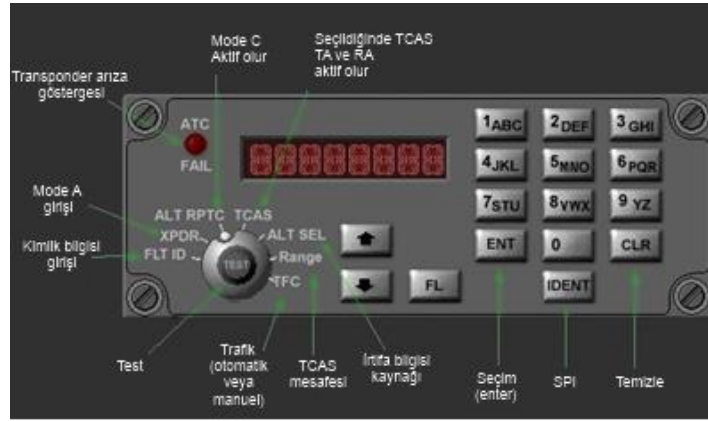 Mode C
Aktif olur
Seçildiğinde TCAS
TA ve RA
aktif olur
Transponder arıza
göstergesi
ATC
FAIL
Mode A
girişi
Kimlik bilgisi
girişi
ALT RPTC TCAS
XPDR ALT SEL
FLT ID Range
TEST
TFC
1ABC 2DEF 3GHI
4JKL 5MNO 6PQR
7STU 8VWX 9 YZ
ENT 0 CLR
FL IDENT
Test
Trafik
(otomatik
veya
manuel)
TCAS
mesafesi
İrtifa bilgisi
kaynağı
Seçim
(enter)
SPI
Temizle